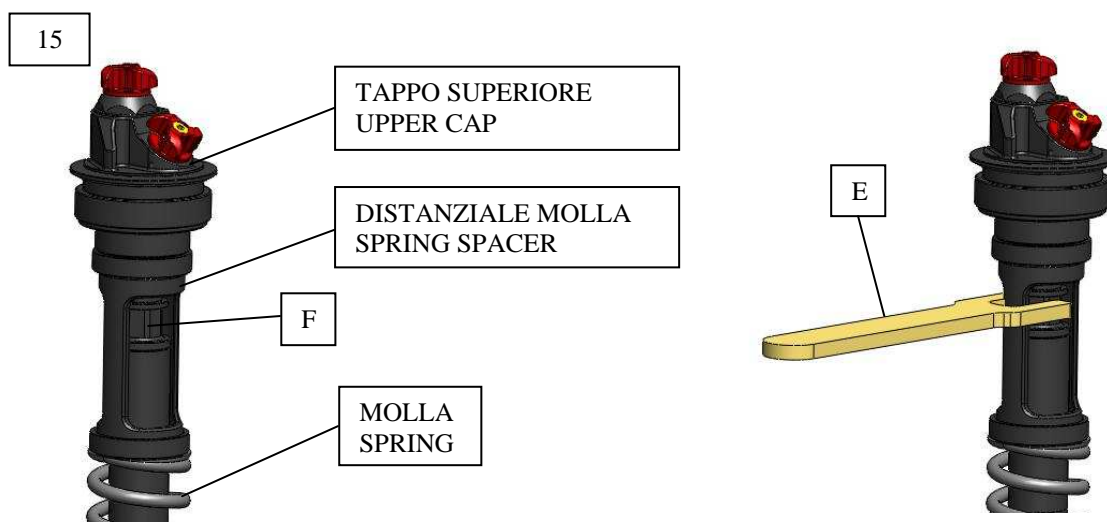 15
TAPPO SUPERIORE
UPPER CAP
DISTANZIALE MOLLA
SPRING SPACER
F
MOLLA
SPRING
E